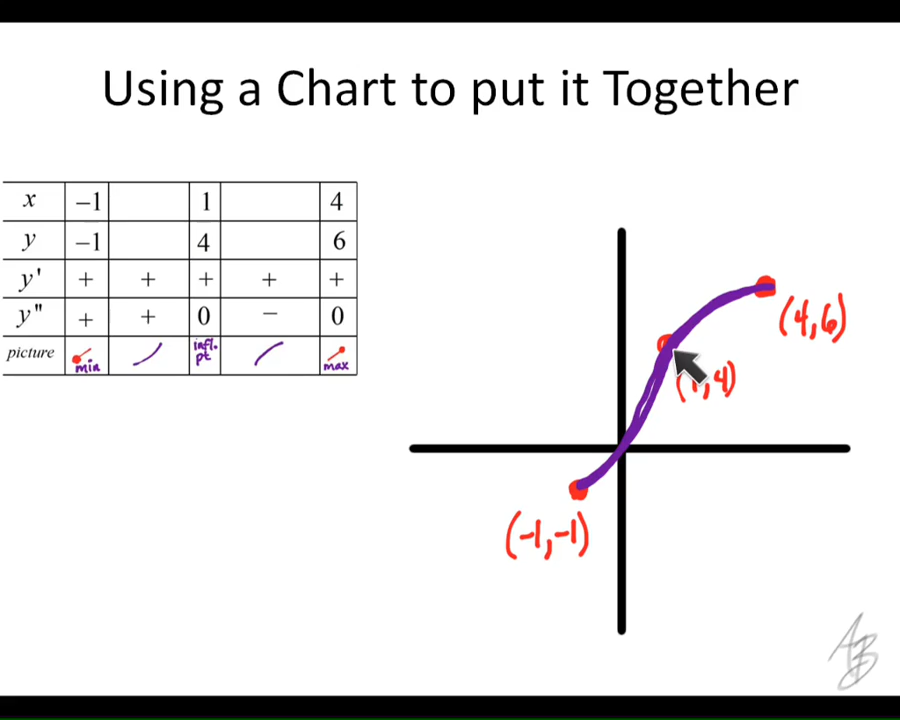 Using a Chart to put it Together
x −1 1 4
y −1 4 6
y' + + + + +
y" + + 0 − 0
picture min infl. pt max
(4,6)
(1,4)
(-1,-1)